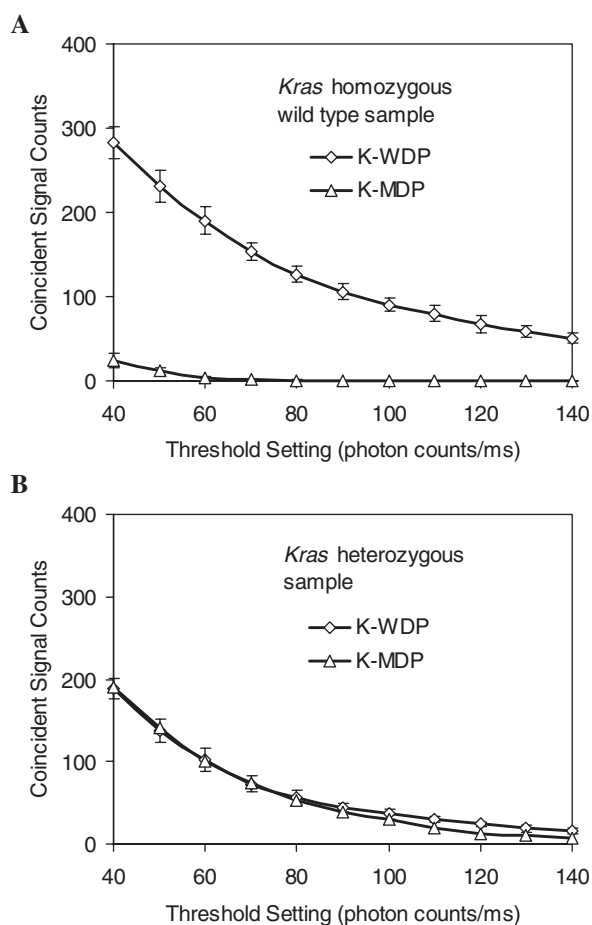 A
400
300
200
100
0
Coincident Signal Counts
Kras homozygous
wild type sample
K-WDP
K-MDP
40 60 80 100 120 140
Threshold Setting (photon counts/ms)
B
400
300
200
100
0
Coincident Signal Counts
Kras heterozygous
sample
K-WDP
K-MDP
40 60 80 100 120 140
Threshold Setting (photon counts/ms)